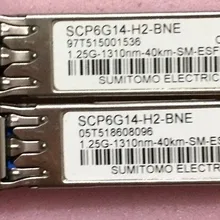 SCP6G14-H2-BNE
97T515001536
1.25G-1310nm-40km-SM-ESF
SUMITOMO ELECTRIC
SCP6G14-H2-BNE
05T518608096
1.25G-1310nm-40km-SM-ES
SUMITOMO ELECTRI